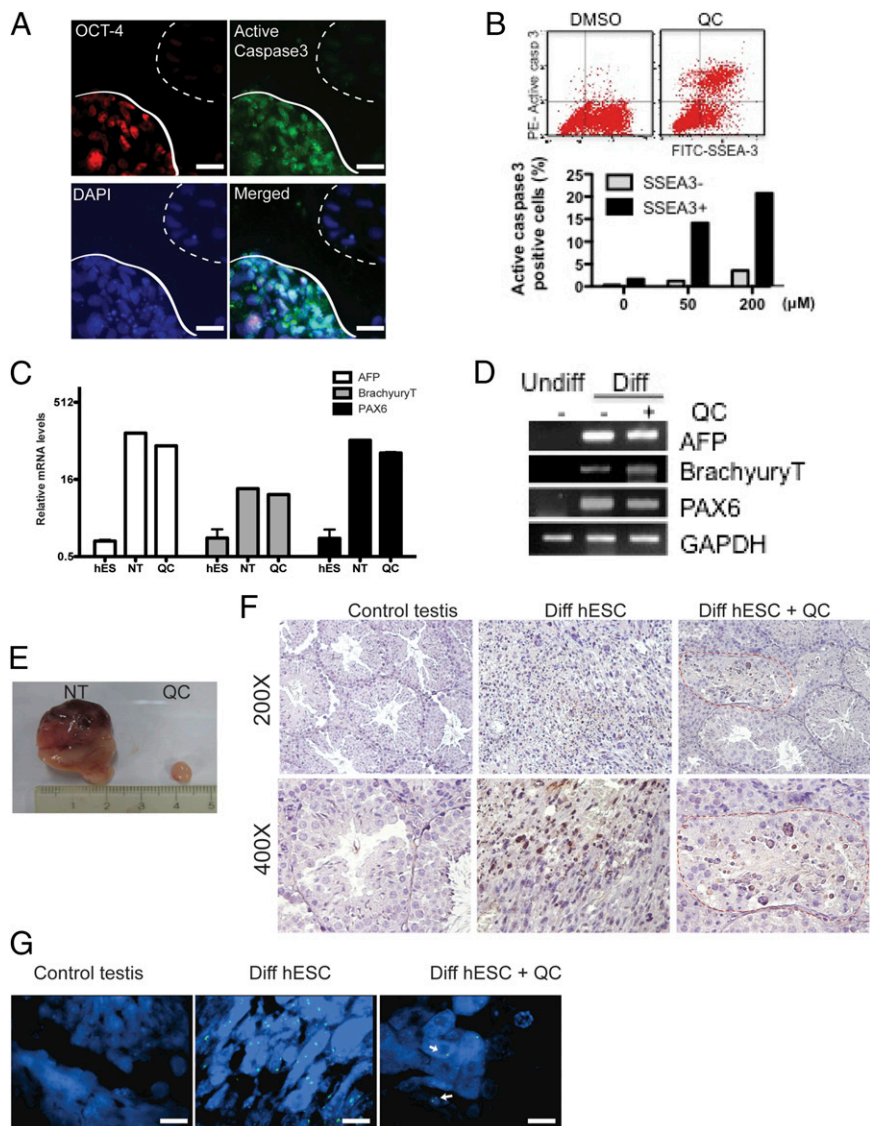 A
OCT-4
Active
Caspase3
DAPI
Merged
B
DMSO
QC
PE- Active casp 3
FITC-SSEA-3
Active caspase3
positive cells (%)
25
20
15
10
5
0
SSEA3-
SSEA3+
0 50 200 (µM)
C
Relative mRNA levels
512
16
0.5
AFP
BrachyuryT
PAX6
hES NT QC hES NT QC hES NT QC
D
Undiff Diff
- - + QC
AFP
BrachyuryT
PAX6
GAPDH
E
NT QC
1 2 3 4 5
F
Control testis Diff hESC Diff hESC + QC
200X
400X
G
Control testis Diff hESC Diff hESC + QC